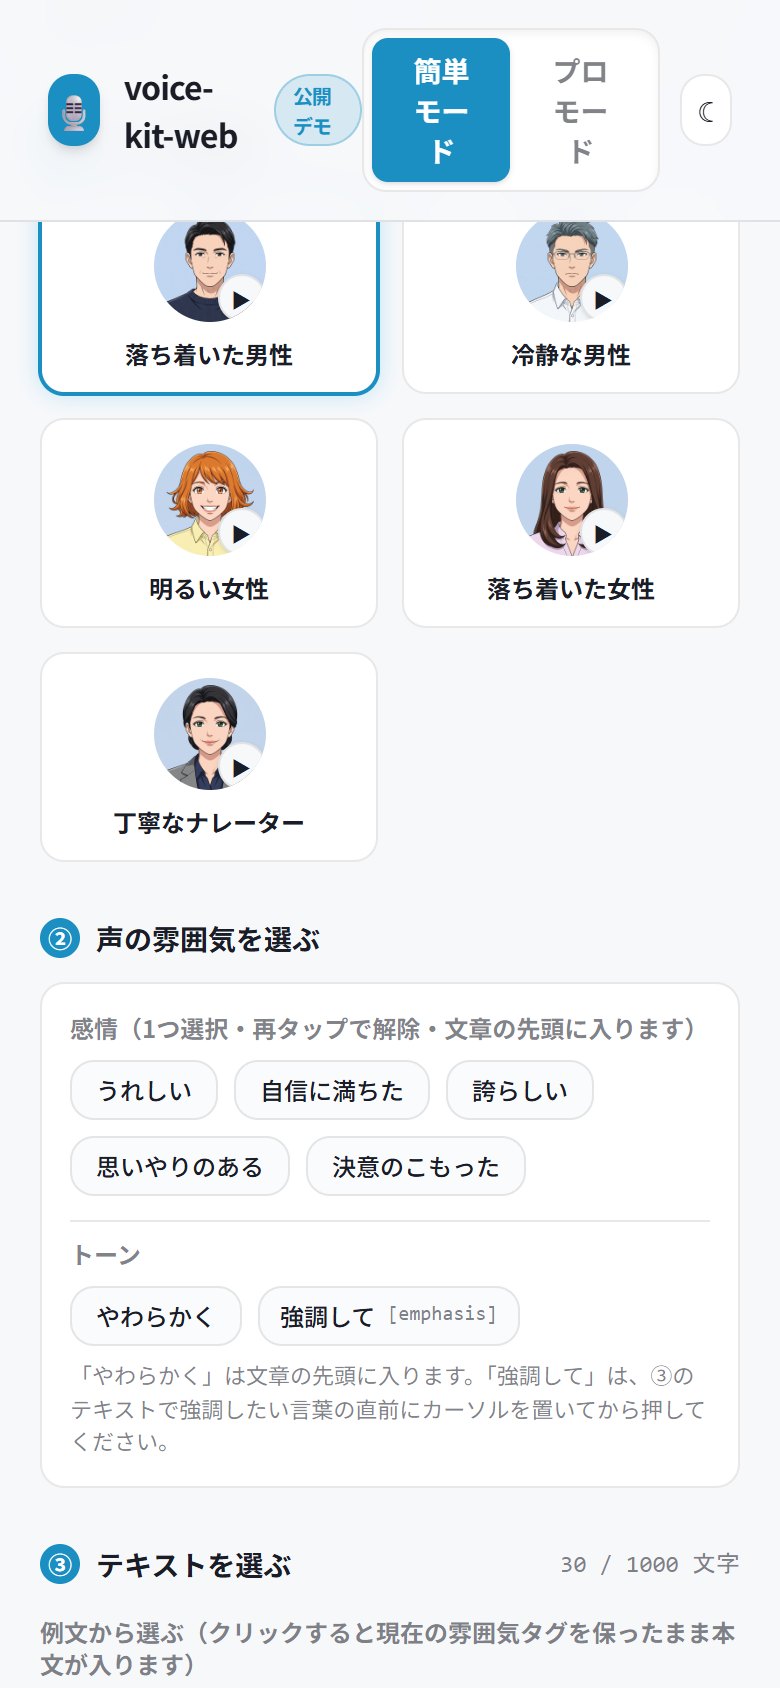 voice-
kit-web
公開
デモ
簡単
モー
ド
プロ
モー
ド
落ち着いた男性
冷静な男性
明るい女性
落ち着いた女性
丁寧なナレーター
② 声の雰囲気を選ぶ
感情（1つ選択・再タップで解除・文章の先頭に入ります）
うれしい 自信に満ちた 誇らしい
思いやりのある 決意のこもった
トーン
やわらかく 強調して [emphasis]
「やわらかく」は文章の先頭に入ります。「強調して」は、③の
テキストで強調したい言葉の直前にカーソルを置いてから押して
ください。
③ テキストを選ぶ 30 / 1000 文字
例文から選ぶ（クリックすると現在の雰囲気タグを保ったまま本
文が入ります）